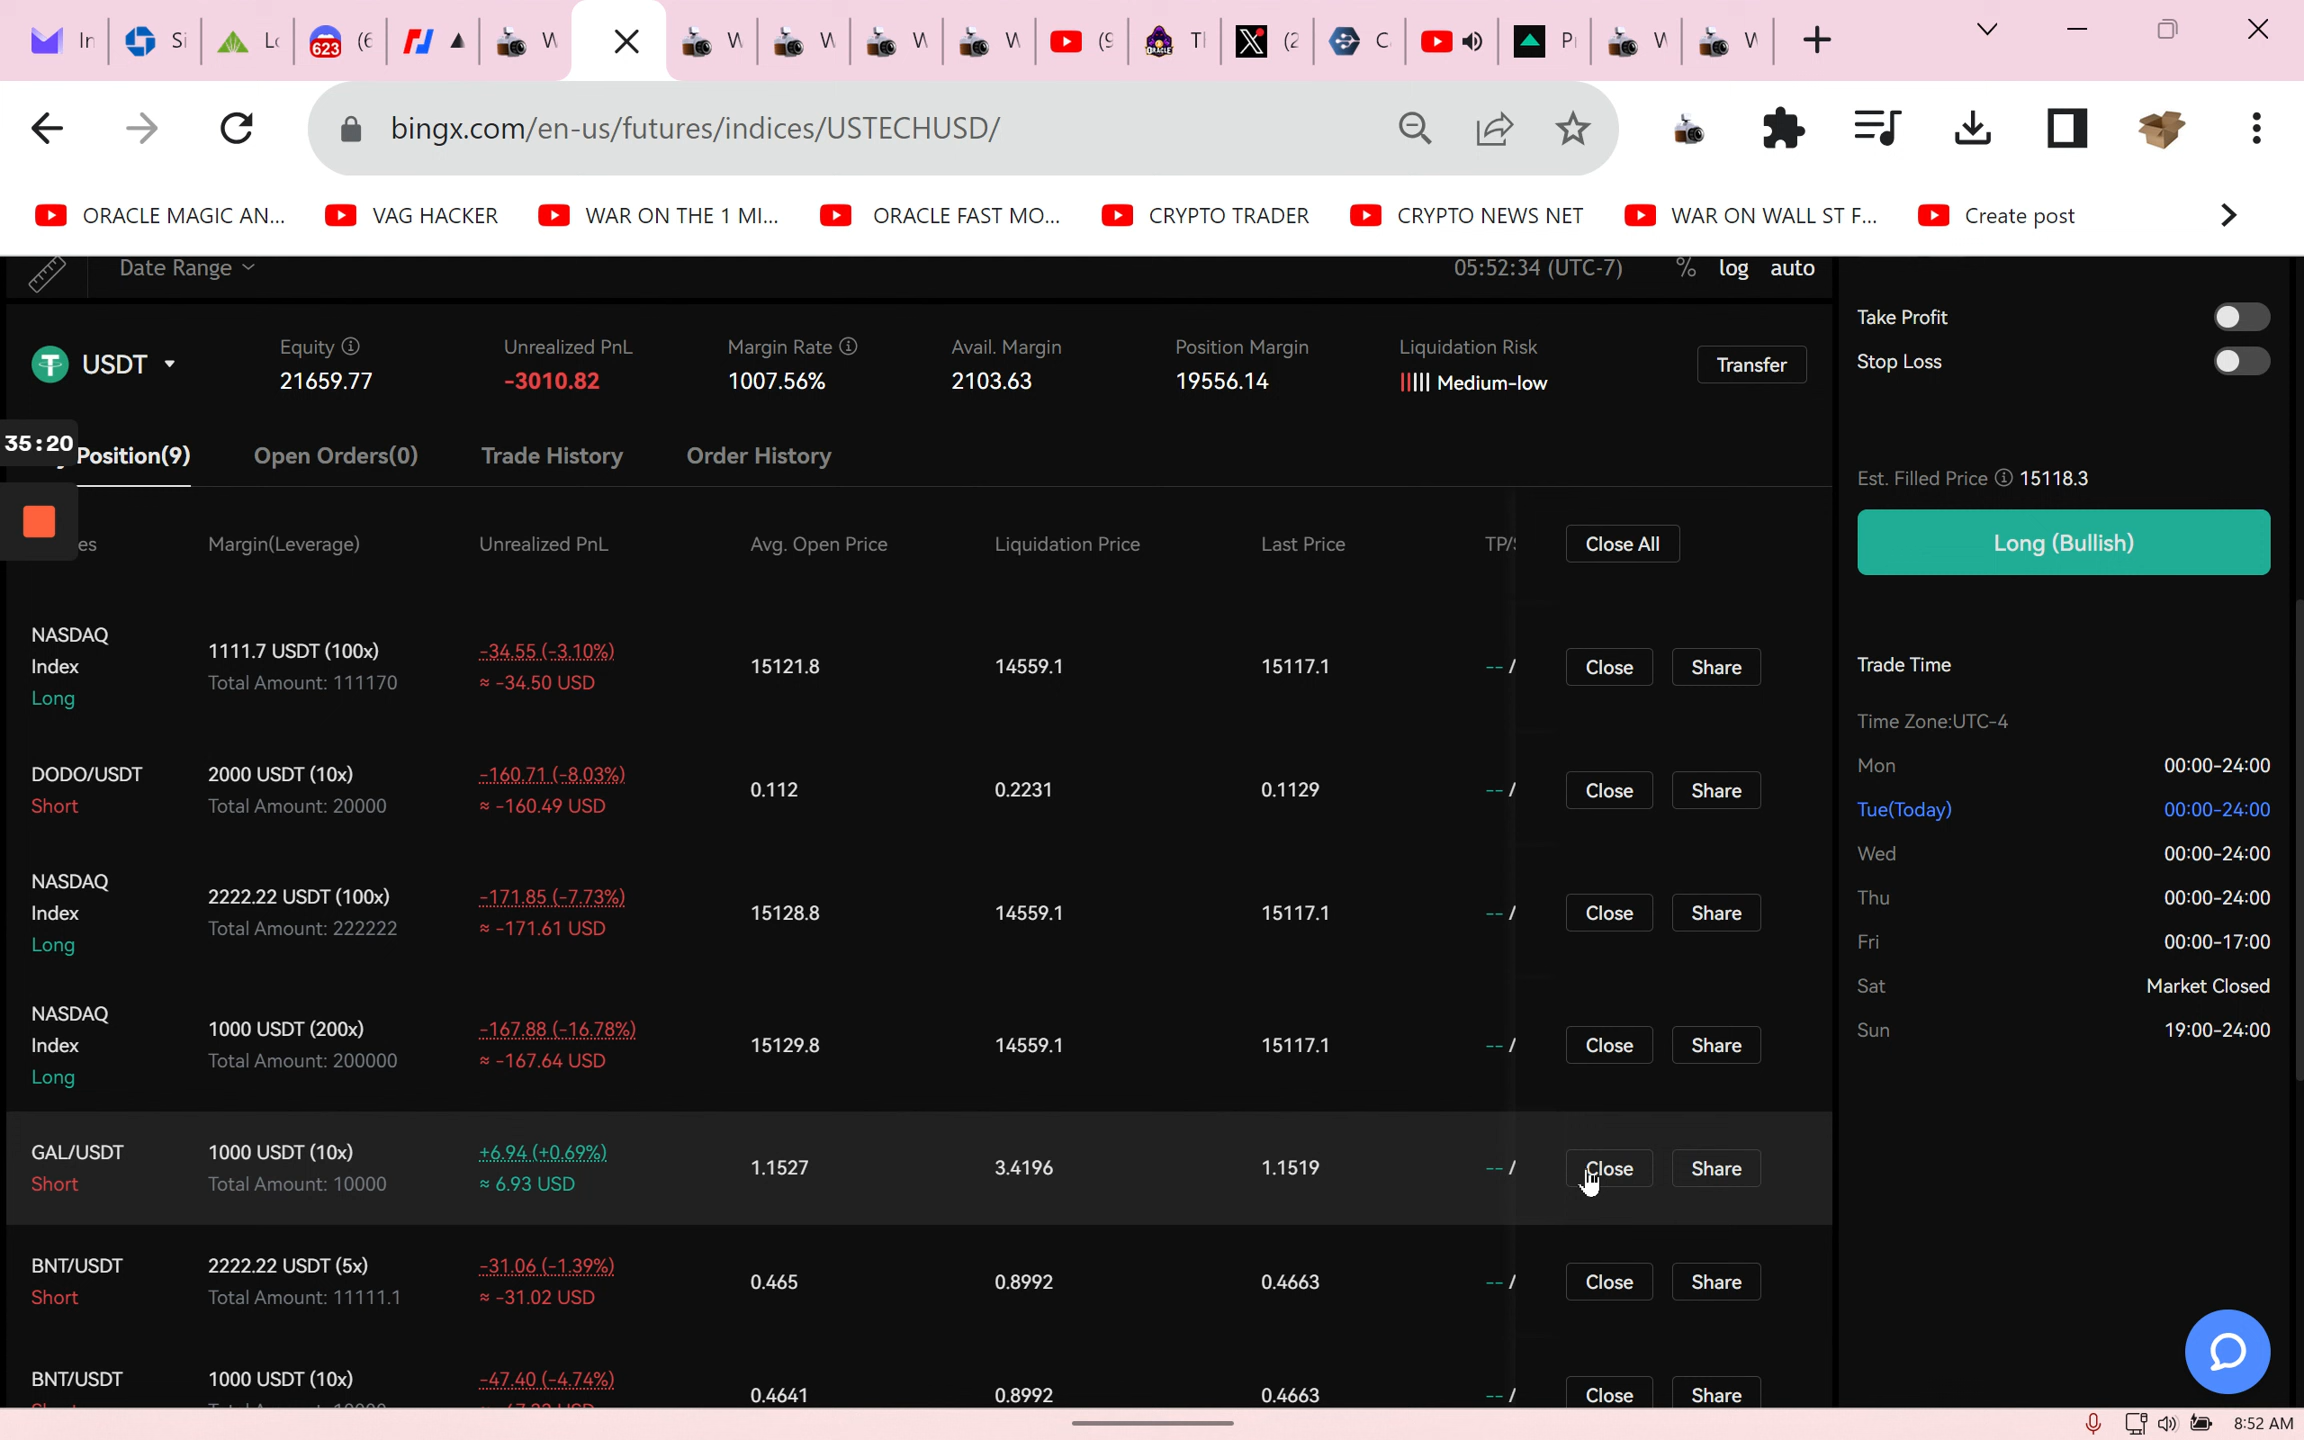 In
Si
Lo
623
(6
W
W
W
W
W
(9
ORACLE
Tl
(2
C
Pi
W
W
bingx.com/en-us/futures/indices/USTECHUSD/
ORACLE MAGIC AN... VAG HACKER WAR ON THE 1 MI... ORACLE FAST MO... CRYPTO TRADER CRYPTO NEWS NET WAR ON WALL ST F... Create post
Date Range 05:52:34 (UTC-7) % log auto
USDT
Equity Unrealized PnL Margin Rate Avail. Margin Position Margin Liquidation Risk
21659.77 -3010.82 1007.56% 2103.63 19556.14 Medium-low
Transfer
35:20
Position(9) Open Orders(0) Trade History Order History
es Margin(Leverage) Unrealized PnL Avg. Open Price Liquidation Price Last Price TP/ Close All
NASDAQ
Index
Long
1111.7 USDT (100x)
Total Amount: 111170
-34.55 (-3.10%)
≈ -34.50 USD
15121.8 14559.1 15117.1 -- / Close Share
DODO/USDT
Short
2000 USDT (10x)
Total Amount: 20000
-160.71 (-8.03%)
≈ -160.49 USD
0.112 0.2231 0.1129 -- / Close Share
NASDAQ
Index
Long
2222.22 USDT (100x)
Total Amount: 222222
-171.85 (-7.73%)
≈ -171.61 USD
15128.8 14559.1 15117.1 -- / Close Share
NASDAQ
Index
Long
1000 USDT (200x)
Total Amount: 200000
-167.88 (-16.78%)
≈ -167.64 USD
15129.8 14559.1 15117.1 -- / Close Share
GAL/USDT
Short
1000 USDT (10x)
Total Amount: 10000
+6.94 (+0.69%)
≈ 6.93 USD
1.1527 3.4196 1.1519 -- / Close Share
BNT/USDT
Short
2222.22 USDT (5x)
Total Amount: 11111.1
-31.06 (-1.39%)
≈ -31.02 USD
0.465 0.8992 0.4663 -- / Close Share
BNT/USDT
1000 USDT (10x)
-47.40 (-4.74%)
0.4641 0.8992 0.4663 -- / Close Share
Take Profit
Stop Loss
Est. Filled Price 15118.3
Long (Bullish)
Trade Time
Time Zone:UTC-4
Mon 00:00-24:00
Tue(Today) 00:00-24:00
Wed 00:00-24:00
Thu 00:00-24:00
Fri 00:00-17:00
Sat Market Closed
Sun 19:00-24:00
8:52 AM